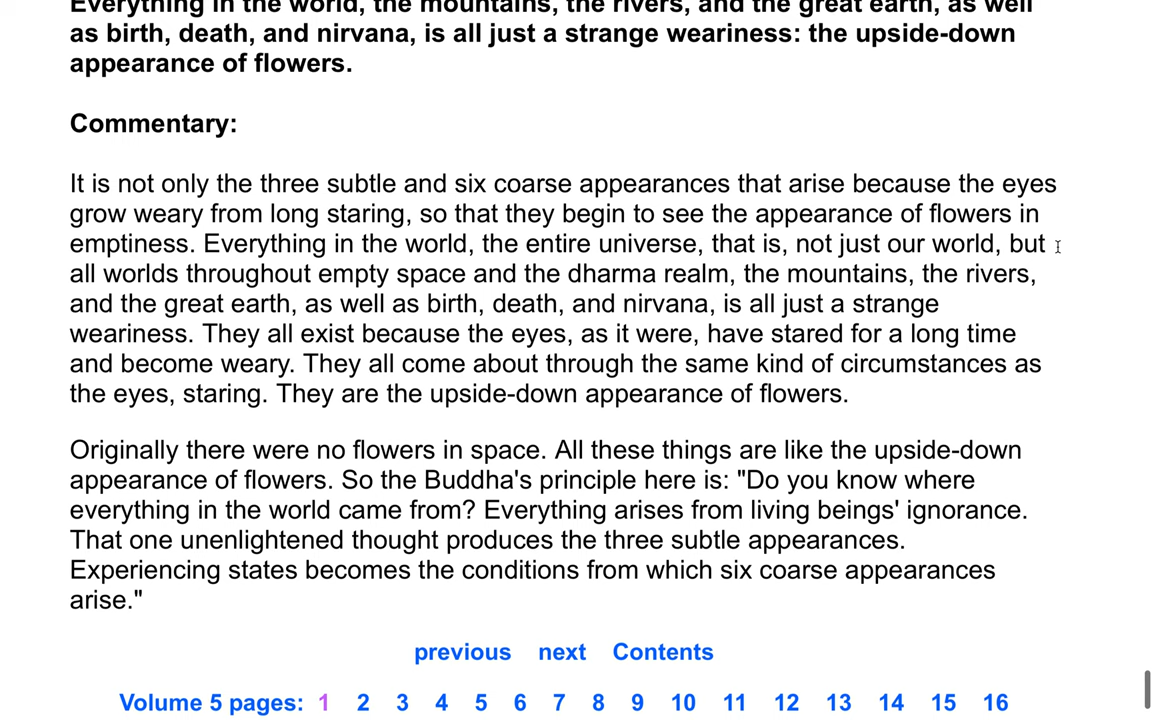 Everything in the world, the mountains, the rivers, and the great earth, as well
as birth, death, and nirvana, is all just a strange weariness: the upside-down
appearance of flowers.
Commentary:
It is not only the three subtle and six coarse appearances that arise because the eyes
grow weary from long staring, so that they begin to see the appearance of flowers in
emptiness. Everything in the world, the entire universe, that is, not just our world, but
all worlds throughout empty space and the dharma realm, the mountains, the rivers,
and the great earth, as well as birth, death, and nirvana, is all just a strange
weariness. They all exist because the eyes, as it were, have stared for a long time
and become weary. They all come about through the same kind of circumstances as
the eyes, staring. They are the upside-down appearance of flowers.
Originally there were no flowers in space. All these things are like the upside-down
appearance of flowers. So the Buddha's principle here is: "Do you know where
everything in the world came from? Everything arises from living beings' ignorance.
That one unenlightened thought produces the three subtle appearances.
Experiencing states becomes the conditions from which six coarse appearances
arise."
previous next Contents
Volume 5 pages: 1 2 3 4 5 6 7 8 9 10 11 12 13 14 15 16